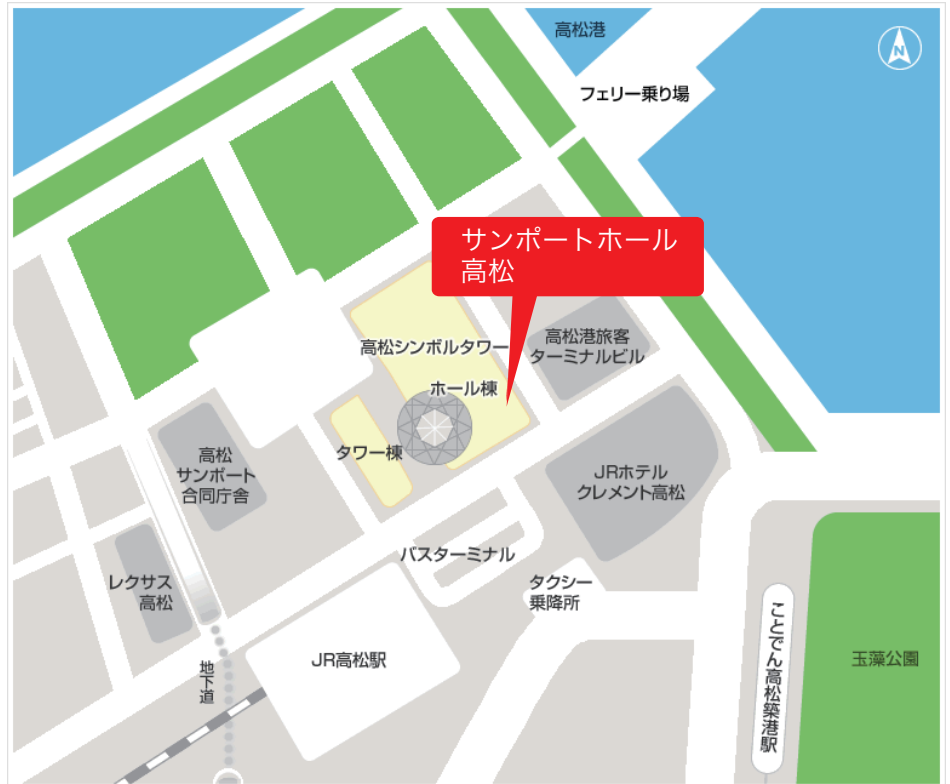 高松港
N
フェリー乗り場
サンポートホール
高松
高松シンボルタワー
高松港旅客
ターミナルビル
ホール棟
タワー棟
高松
サンポート
合同庁舎
JRホテル
クレメント高松
バスターミナル
レクサス
高松
タクシー
乗降所
JR高松駅
地下道
ことでん高松築港駅
玉藻公園